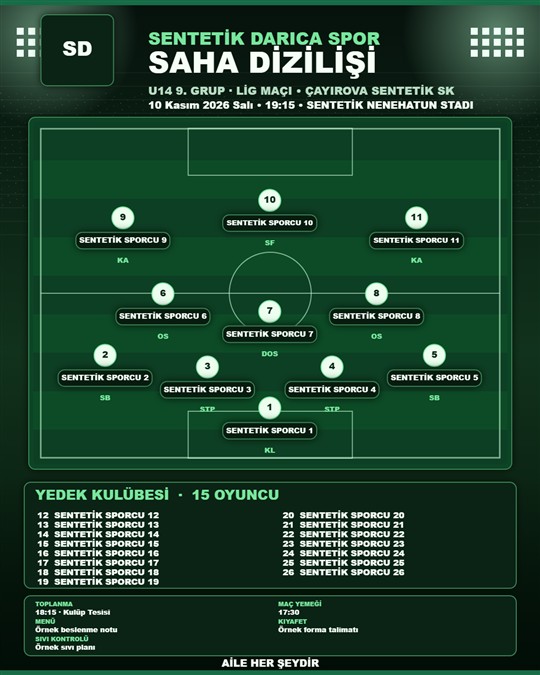 SD
SENTETİK DARICA SPOR
SAHA DİZİLİŞİ
U14 9. GRUP · LİG MAÇI • ÇAYIROVA SENTETİK SK
10 Kasım 2026 Salı • 19:15 • SENTETİK NENEHATUN STADI
10
SENTETİK SPORCU 10
SF
9
SENTETİK SPORCU 9
KA
11
SENTETİK SPORCU 11
KA
6
SENTETİK SPORCU 6
OS
8
SENTETİK SPORCU 8
OS
7
SENTETİK SPORCU 7
DOS
2
SENTETİK SPORCU 2
SB
3
SENTETİK SPORCU 3
STP
4
SENTETİK SPORCU 4
STP
5
SENTETİK SPORCU 5
SB
1
SENTETİK SPORCU 1
KL
YEDEK KULÜBESİ · 15 OYUNCU
12 SENTETİK SPORCU 12
13 SENTETİK SPORCU 13
14 SENTETİK SPORCU 14
15 SENTETİK SPORCU 15
16 SENTETİK SPORCU 16
17 SENTETİK SPORCU 17
18 SENTETİK SPORCU 18
19 SENTETİK SPORCU 19
20 SENTETİK SPORCU 20
21 SENTETİK SPORCU 21
22 SENTETİK SPORCU 22
23 SENTETİK SPORCU 23
24 SENTETİK SPORCU 24
25 SENTETİK SPORCU 25
26 SENTETİK SPORCU 26
TOPLANMA
18:15 · Kulüp Tesisi
MENÜ
Örnek beslenme notu
SIVI KONTROLÜ
Örnek sıvı planı
MAÇ YEMEĞİ
17:30
KIYAFET
Örnek forma talimatı
AİLE HER ŞEYDİR